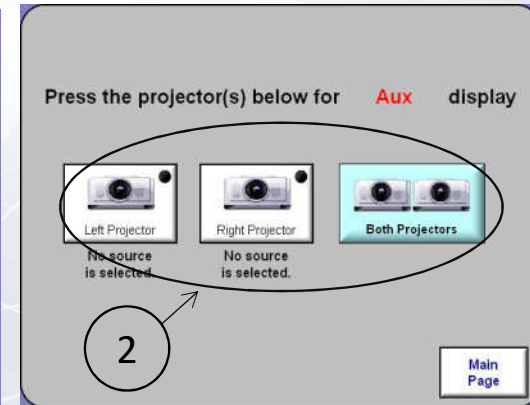 Press the projector(s) below for Aux display
Left Projector
Right Projector
Both Projectors
No source
is selected.
No source
is selected.
2
Main
Page